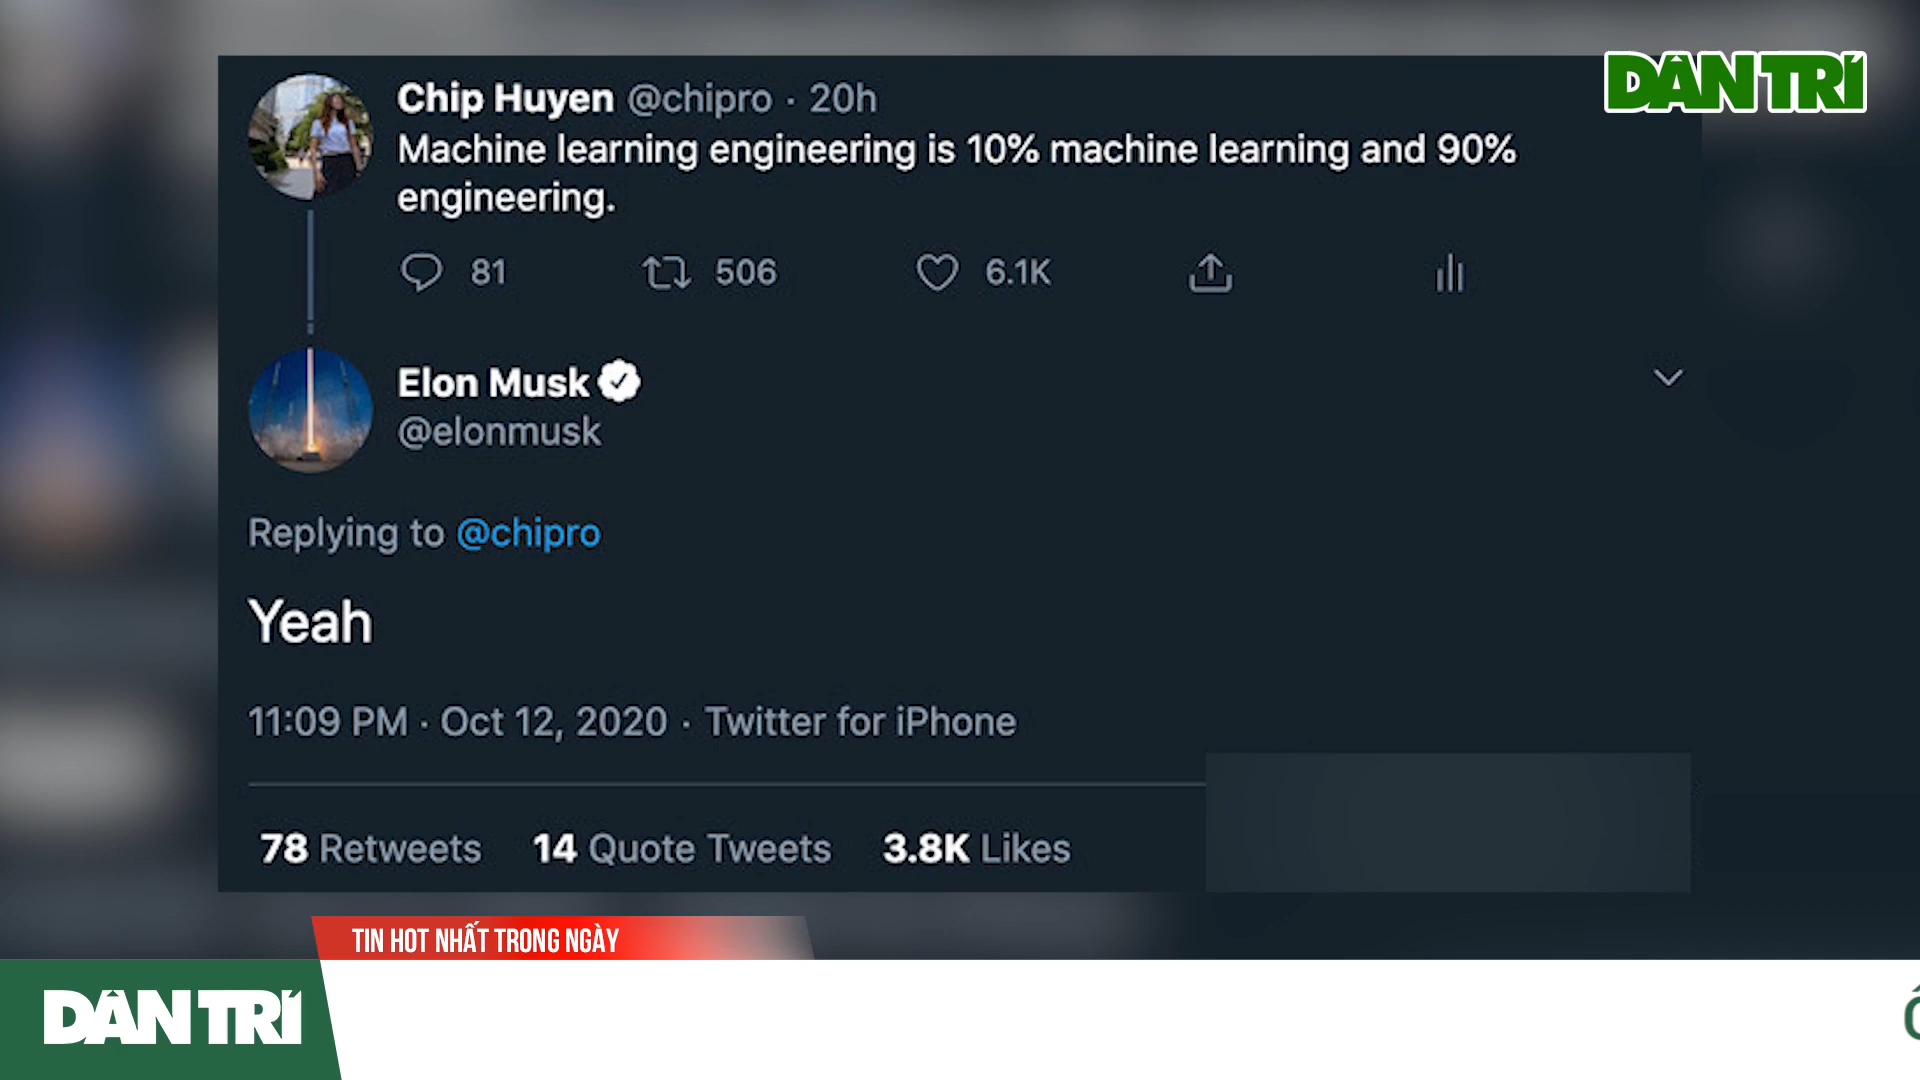 DÂN TRÍ
Chip Huyen @chipro · 20h
Machine learning engineering is 10% machine learning and 90%
engineering.
81 506 6.1K
Elon Musk
@elonmusk
Replying to @chipro
Yeah
11:09 PM · Oct 12, 2020 · Twitter for iPhone
78 Retweets 14 Quote Tweets 3.8K Likes
TIN HOT NHẤT TRONG NGÀY
DÂN TRÍ